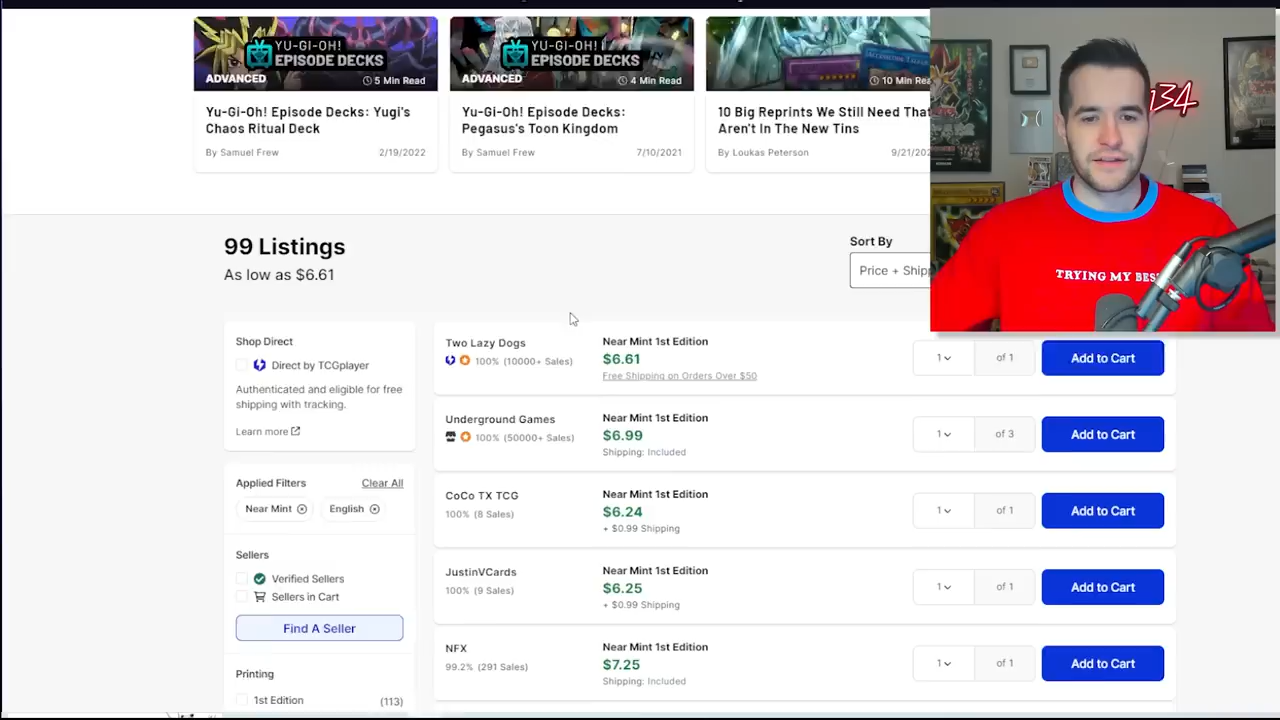 YU-GI-OH!
EPISODE DECKS
ADVANCED
5 Min Read
Yu-Gi-Oh! Episode Decks: Yugi's
Chaos Ritual Deck
By Samuel Frew
2/19/2022
YU-GI-OH!
EPISODE DECKS
ADVANCED
4 Min Read
Yu-Gi-Oh! Episode Decks:
Pegasus's Toon Kingdom
By Samuel Frew
7/10/2021
10 Min Rea
10 Big Reprints We Still Need That
Aren't In The New Tins
By Loukas Peterson
9/21/20
134
TRYING MY BES
99 Listings
As low as $6.61
Sort By
Price + Shipp
Shop Direct
Direct by TCGplayer
Authenticated and eligible for free
shipping with tracking.
Learn more
Applied Filters
Clear All
Near Mint
English
Sellers
Verified Sellers
Sellers in Cart
Find A Seller
Printing
1st Edition
(113)
Two Lazy Dogs
100% (10000+ Sales)
Near Mint 1st Edition
$6.61
Free Shipping on Orders Over $50
1
of 1
Add to Cart
Underground Games
100% (50000+ Sales)
Near Mint 1st Edition
$6.99
Shipping: Included
1
of 3
Add to Cart
CoCo TX TCG
100% (8 Sales)
Near Mint 1st Edition
$6.24
+ $0.99 Shipping
1
of 1
Add to Cart
JustinVCards
100% (9 Sales)
Near Mint 1st Edition
$6.25
+ $0.99 Shipping
1
of 1
Add to Cart
NFX
99.2% (291 Sales)
Near Mint 1st Edition
$7.25
Shipping: Included
1
of 1
Add to Cart